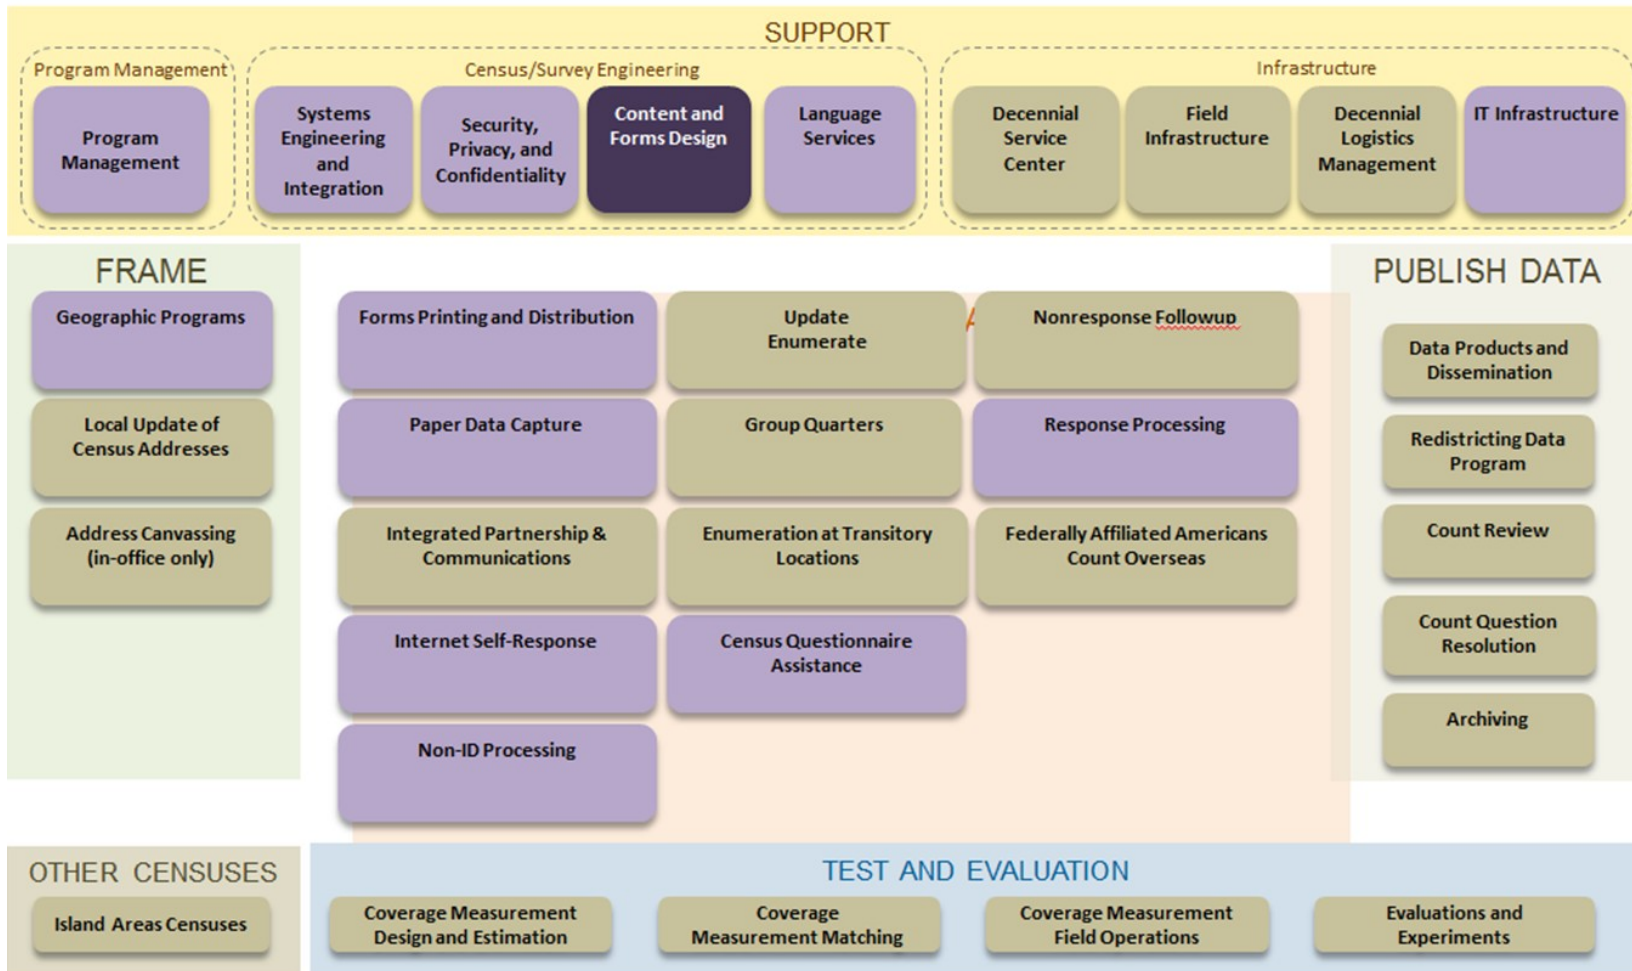 SUPPORT
Program Management
Program
Management
Census/Survey Engineering
Systems
Engineering
and
Integration
Security,
Privacy, and
Confidentiality
Content and
Forms Design
Language
Services
Infrastructure
Decennial
Service
Center
Field
Infrastructure
Decennial
Logistics
Management
IT Infrastructure
FRAME
Geographic Programs
Local Update of
Census Addresses
Address Canvassing
(in-office only)
Forms Printing and Distribution
Paper Data Capture
Integrated Partnership &
Communications
Internet Self-Response
Non-ID Processing
Update
Enumerate
Group Quarters
Enumeration at Transitory
Locations
Census Questionnaire
Assistance
Nonresponse Followup
Response Processing
Federally Affiliated Americans
Count Overseas
PUBLISH DATA
Data Products and
Dissemination
Redistricting Data
Program
Count Review
Count Question
Resolution
Archiving
OTHER CENSUSES
Island Areas Censuses
TEST AND EVALUATION
Coverage Measurement
Design and Estimation
Coverage
Measurement Matching
Coverage Measurement
Field Operations
Evaluations and
Experiments